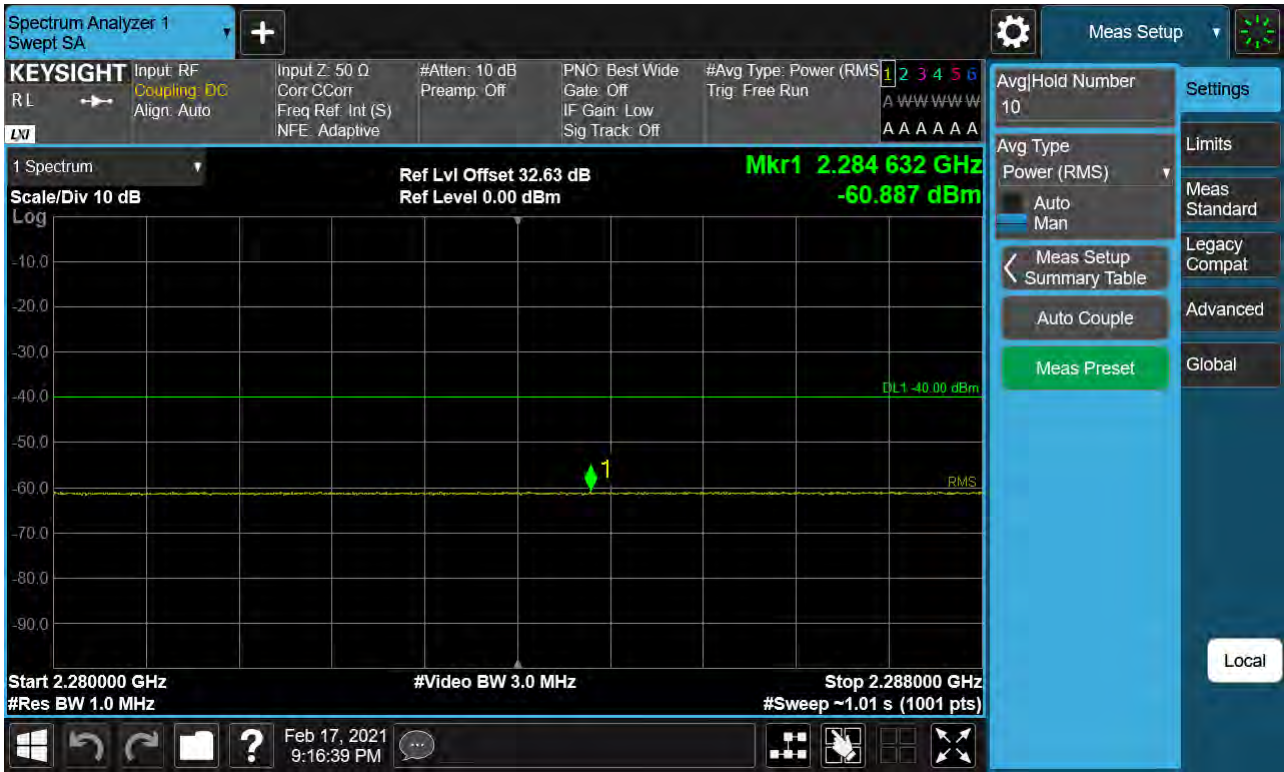 Spectrum Analyzer 1
Swept SA
Meas Setup
KEYSIGHT
RL
LXI
Input: RF
Coupling: DC
Align: Auto
Input Z: 50 Ω
Corr CCorr
Freq Ref: Int (S)
NFE: Adaptive
#Atten: 10 dB
Preamp: Off
PNO: Best Wide
Gate: Off
IF Gain: Low
Sig Track: Off
#Avg Type: Power (RMS
Trig: Free Run
1 2 3 4 5 6
A W W W W W
A A A A A A
Avg|Hold Number
10
Avg Type
Power (RMS)
Auto
Man
Meas Setup
Summary Table
Auto Couple
Meas Preset
Settings
Limits
Meas
Standard
Legacy
Compat
Advanced
Global
Local
1 Spectrum
Scale/Div 10 dB
Log
Ref Lvl Offset 32.63 dB
Ref Level 0.00 dBm
Mkr1 2.284 632 GHz
-60.887 dBm
-10.0
-20.0
-30.0
-40.0
DL1 -40.00 dBm
-50.0
1
-60.0
RMS
-70.0
-80.0
-90.0
Start 2.280000 GHz
#Video BW 3.0 MHz
Stop 2.288000 GHz
#Res BW 1.0 MHz
#Sweep ~1.01 s (1001 pts)
?
Feb 17, 2021
9:16:39 PM